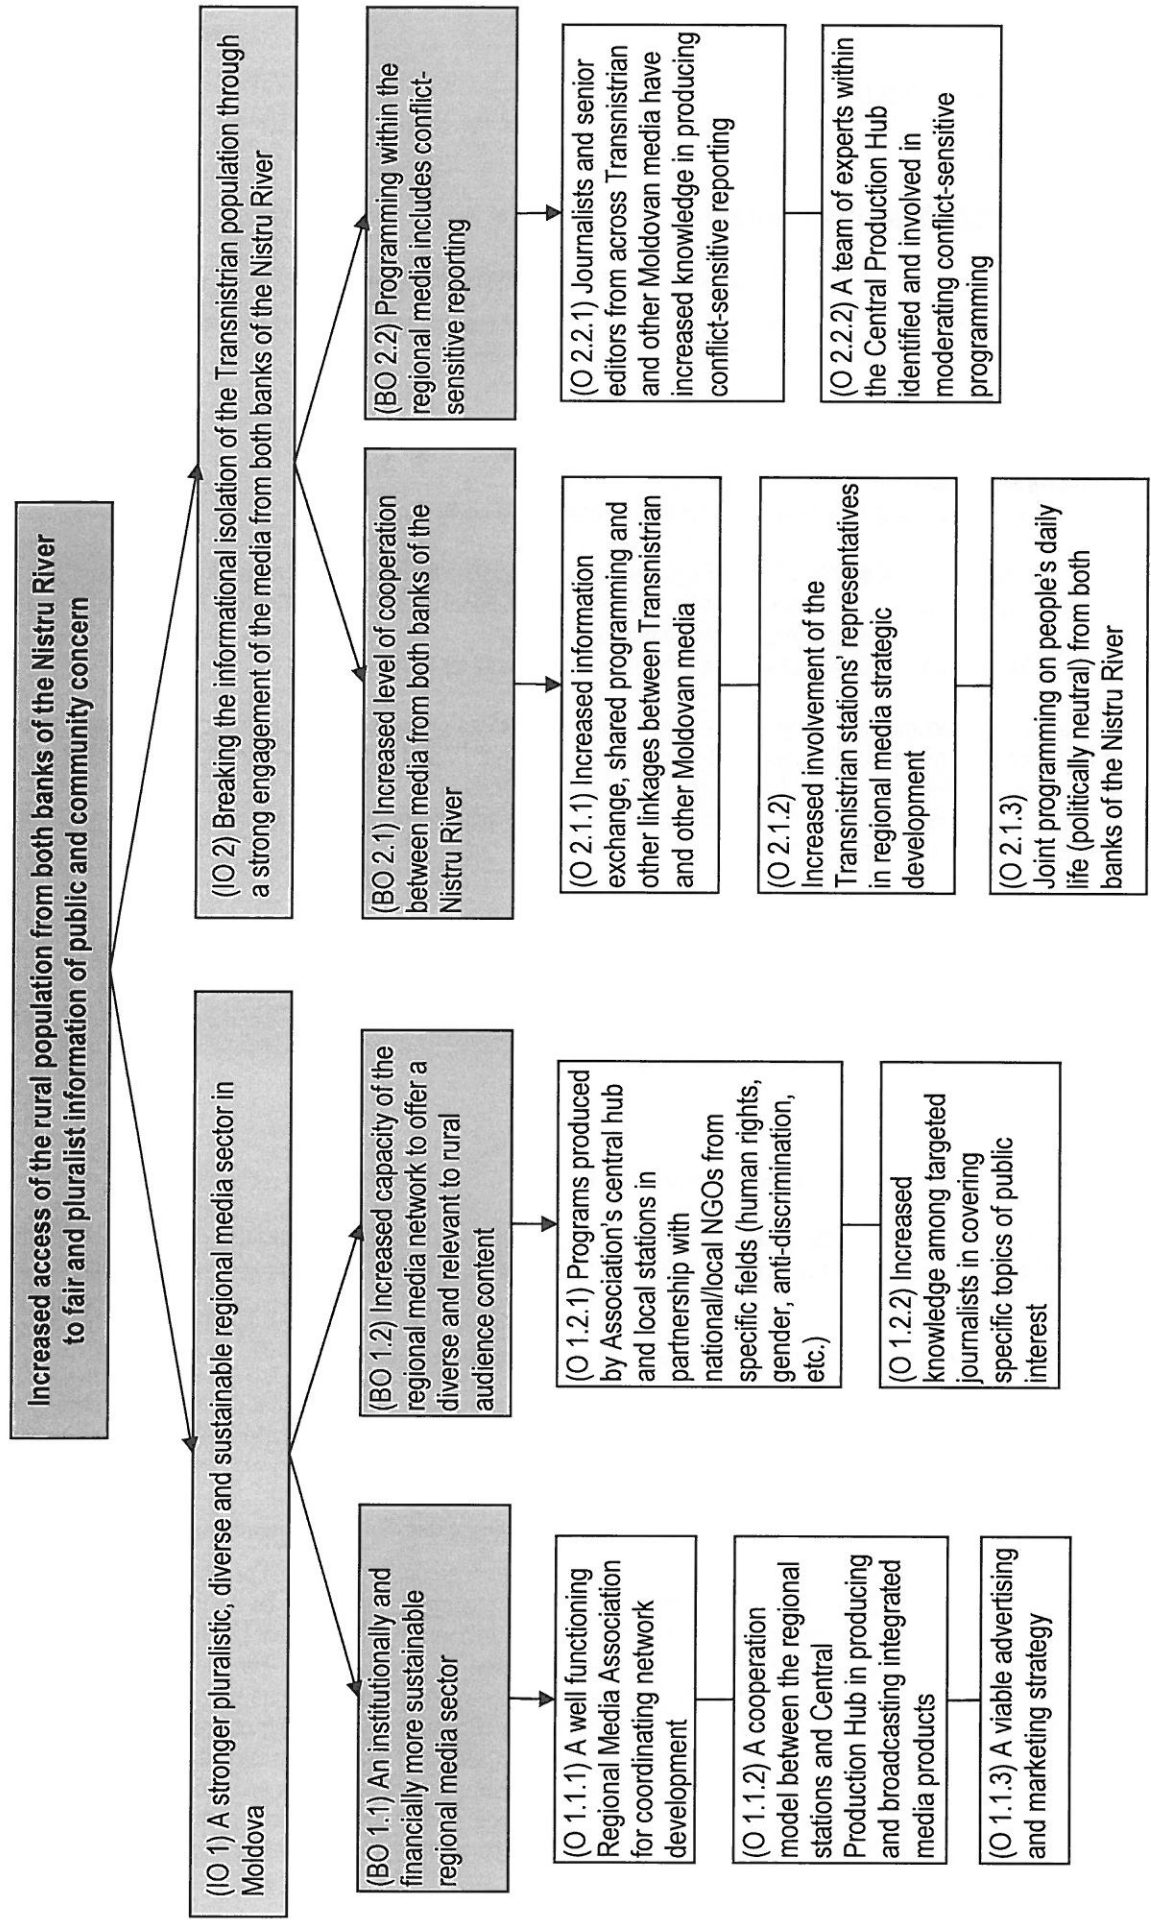 Increased access of the rural population from both banks of the Nistru River
to fair and pluralist information of public and community concern
(IO 1) A stronger pluralistic, diverse and sustainable regional media sector in
Moldova
(IO 2) Breaking the informational isolation of the Transnistrian population through
a strong engagement of the media from both banks of the Nistru River
(BO 1.1) An institutionally and
financially more sustainable
regional media sector
(BO 1.2) Increased capacity of the
regional media network to offer a
diverse and relevant to rural
audience content
(BO 2.1) Increased level of cooperation
between media from both banks of the
Nistru River
(BO 2.2) Programming within the
regional media includes conflict-
sensitive reporting
(O 1.1.1) A well functioning
Regional Media Association
for coordinating network
development
(O 1.1.2) A cooperation
model between the regional
stations and Central
Production Hub in producing
and broadcasting integrated
media products
(O 1.1.3) A viable advertising
and marketing strategy
(O 1.2.1) Programs produced
by Association's central hub
and local stations in
partnership with
national/local NGOs from
specific fields (human rights,
gender, anti-discrimination,
etc.)
(O 1.2.2) Increased
knowledge among targeted
journalists in covering
specific topics of public
interest
(O 2.1.1) Increased information
exchange, shared programming and
other linkages between Transnistrian
and other Moldovan media
(O 2.1.2)
Increased involvement of the
Transnistrian stations' representatives
in regional media strategic
development
(O 2.1.3)
Joint programming on people's daily
life (politically neutral) from both
banks of the Nistru River
(O 2.2.1) Journalists and senior
editors from across Transnistrian
and other Moldovan media have
increased knowledge in producing
conflict-sensitive reporting
(O 2.2.2) A team of experts within
the Central Production Hub
identified and involved in
moderating conflict-sensitive
programming